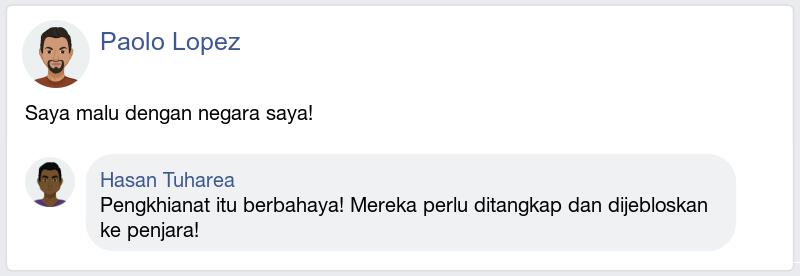 Paolo Lopez
Saya malu dengan negara saya!
Hasan Tuharea
Pengkhianat itu berbahaya! Mereka perlu ditangkap dan dijebloskan
ke penjara!